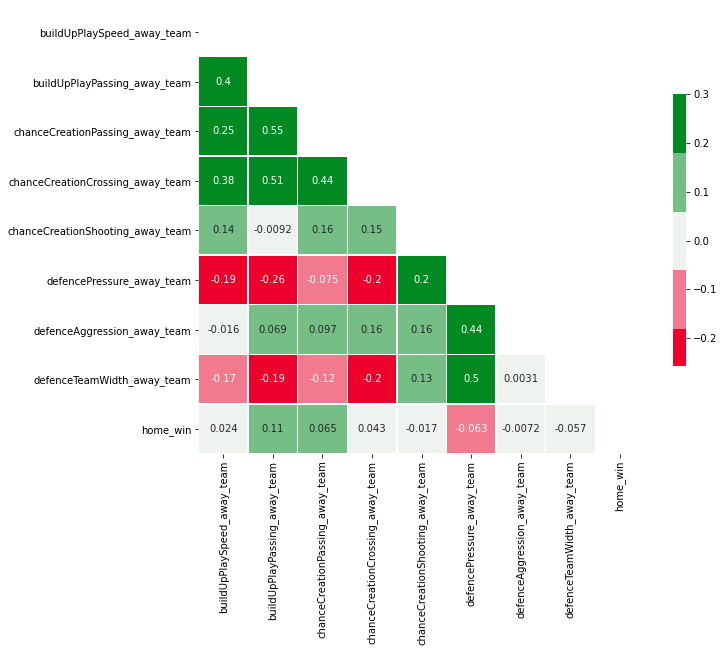 buildUpPlaySpeed_away_team
buildUpPlayPassing_away_team 0.4
chanceCreationPassing_away_team 0.25 0.55
chanceCreationCrossing_away_team 0.38 0.51 0.44
chanceCreationShooting_away_team 0.14 -0.0092 0.16 0.15
defencePressure_away_team -0.19 -0.26 -0.075 -0.2 0.2
defenceAggression_away_team -0.016 0.069 0.097 0.16 0.16 0.44
defenceTeamWidth_away_team -0.17 -0.19 -0.12 -0.2 0.13 0.5 0.0031
home_win 0.024 0.11 0.065 0.043 -0.017 -0.063 -0.0072 -0.057
buildUpPlaySpeed_away_team
buildUpPlayPassing_away_team
chanceCreationPassing_away_team
chanceCreationCrossing_away_team
chanceCreationShooting_away_team
defencePressure_away_team
defenceAggression_away_team
defenceTeamWidth_away_team
home_win
0.3
0.2
0.1
0.0
−0.1
−0.2